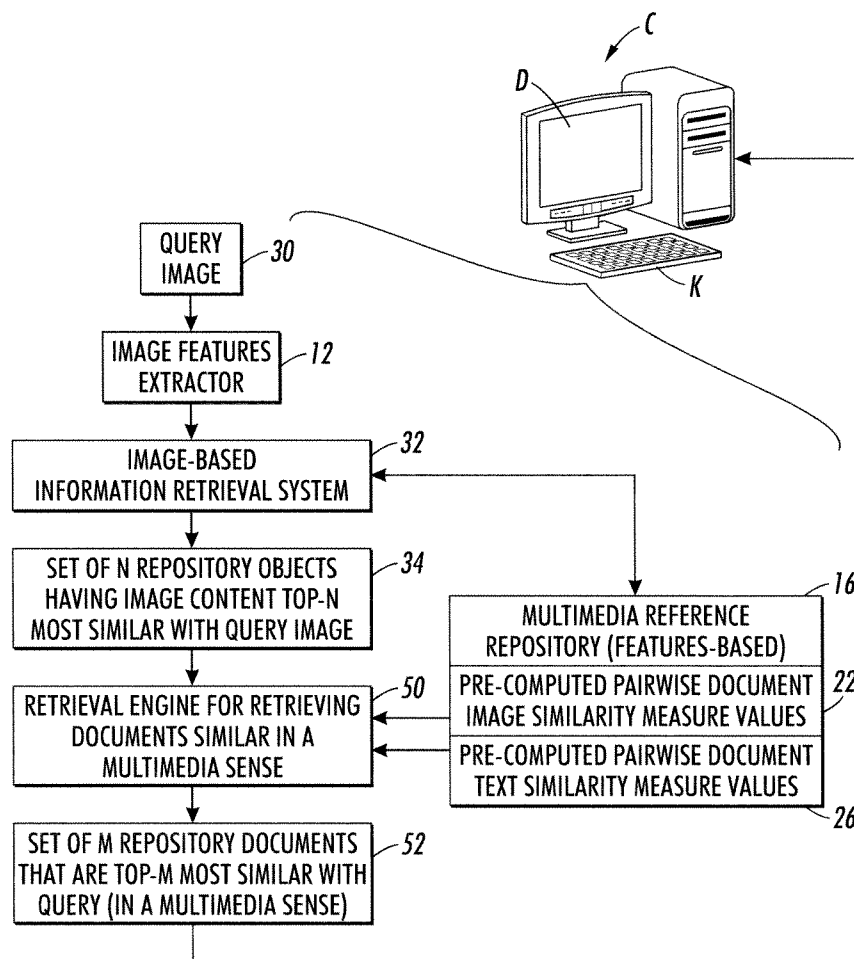 C
D
K
QUERY
IMAGE
30
IMAGE FEATURES
EXTRACTOR
12
IMAGE-BASED
INFORMATION RETRIEVAL SYSTEM
32
SET OF N REPOSITORY OBJECTS
HAVING IMAGE CONTENT TOP-N
MOST SIMILAR WITH QUERY IMAGE
34
16
MULTIMEDIA REFERENCE
REPOSITORY (FEATURES-BASED)
PRE-COMPUTED PAIRWISE DOCUMENT
IMAGE SIMILARITY MEASURE VALUES
22
PRE-COMPUTED PAIRWISE DOCUMENT
TEXT SIMILARITY MEASURE VALUES
26
RETRIEVAL ENGINE FOR RETRIEVING
DOCUMENTS SIMILAR IN A
MULTIMEDIA SENSE
50
SET OF M REPOSITORY DOCUMENTS
THAT ARE TOP-M MOST SIMILAR WITH
QUERY (IN A MULTIMEDIA SENSE)
52